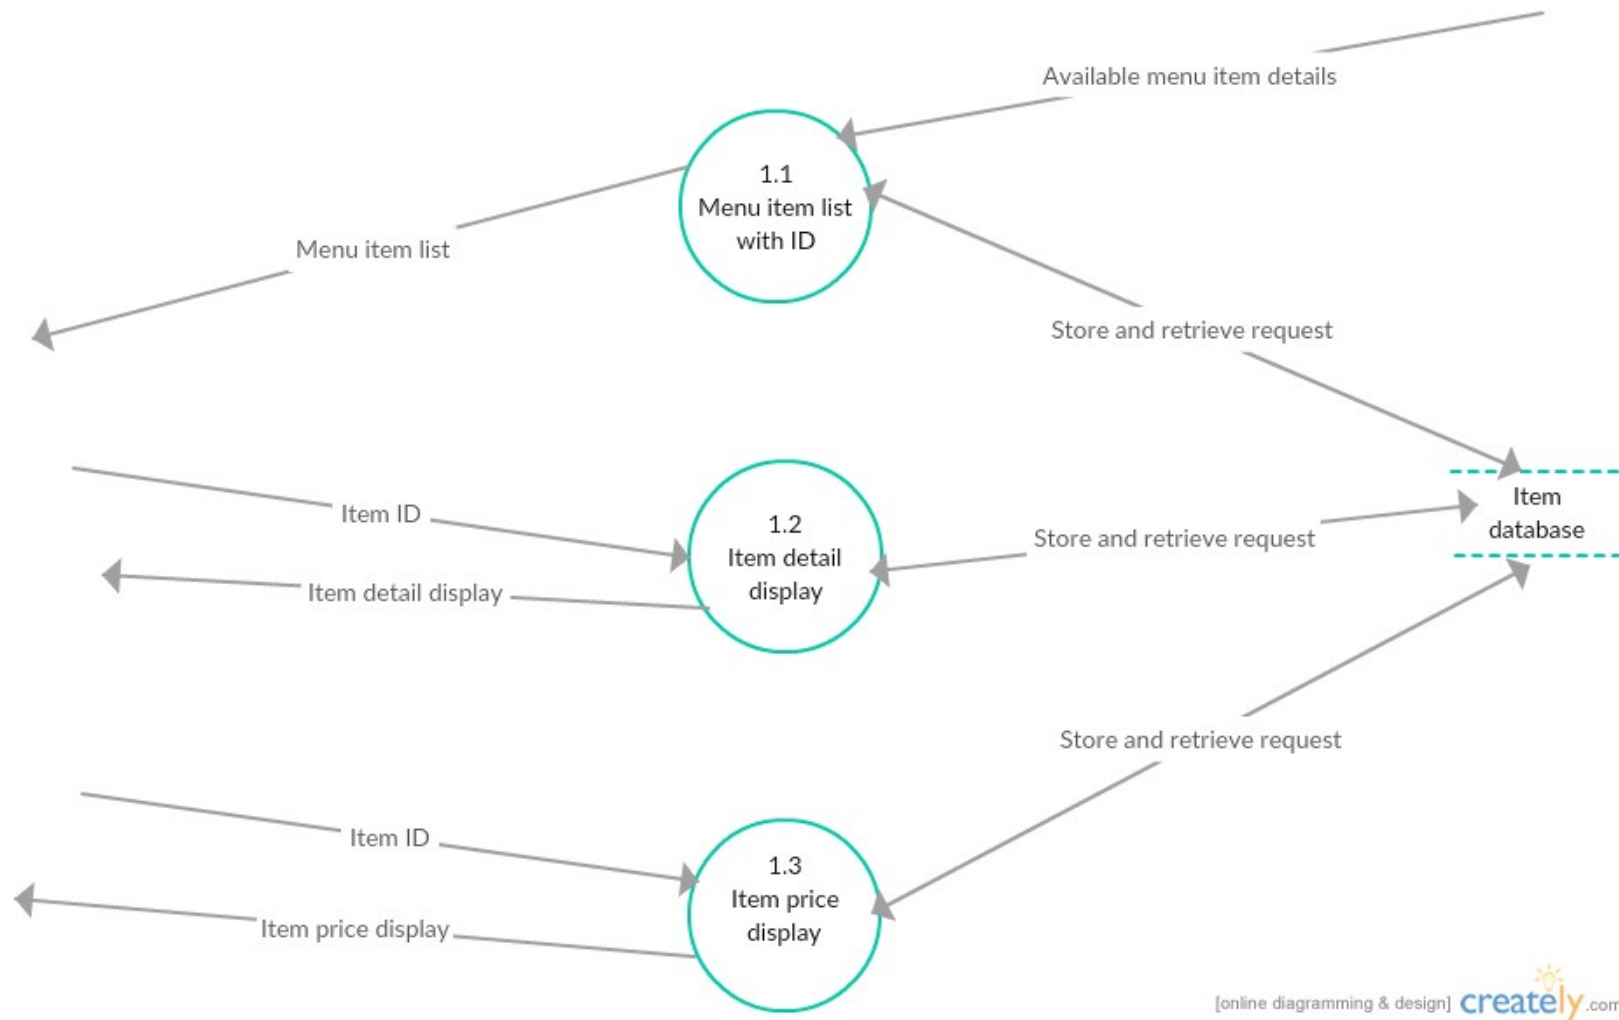 Available menu item details
1.1
Menu item list
with ID
Menu item list
Store and retrieve request
Item ID
1.2
Item detail
display
Item
database
Store and retrieve request
Item detail display
Store and retrieve request
Item ID
1.3
Item price
display
Item price display
[online diagramming & design] creately.com